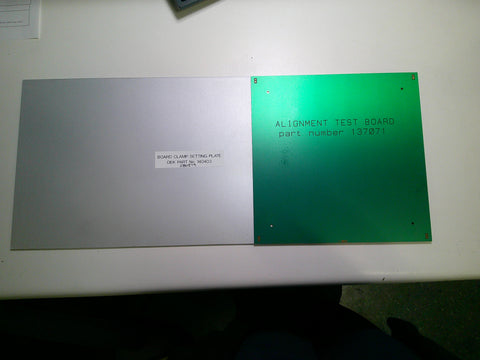 BOARD CLAMP SETTING PLATE
DEK PART No.
B
ALIGNMENT TEST BOARD
part number 137071